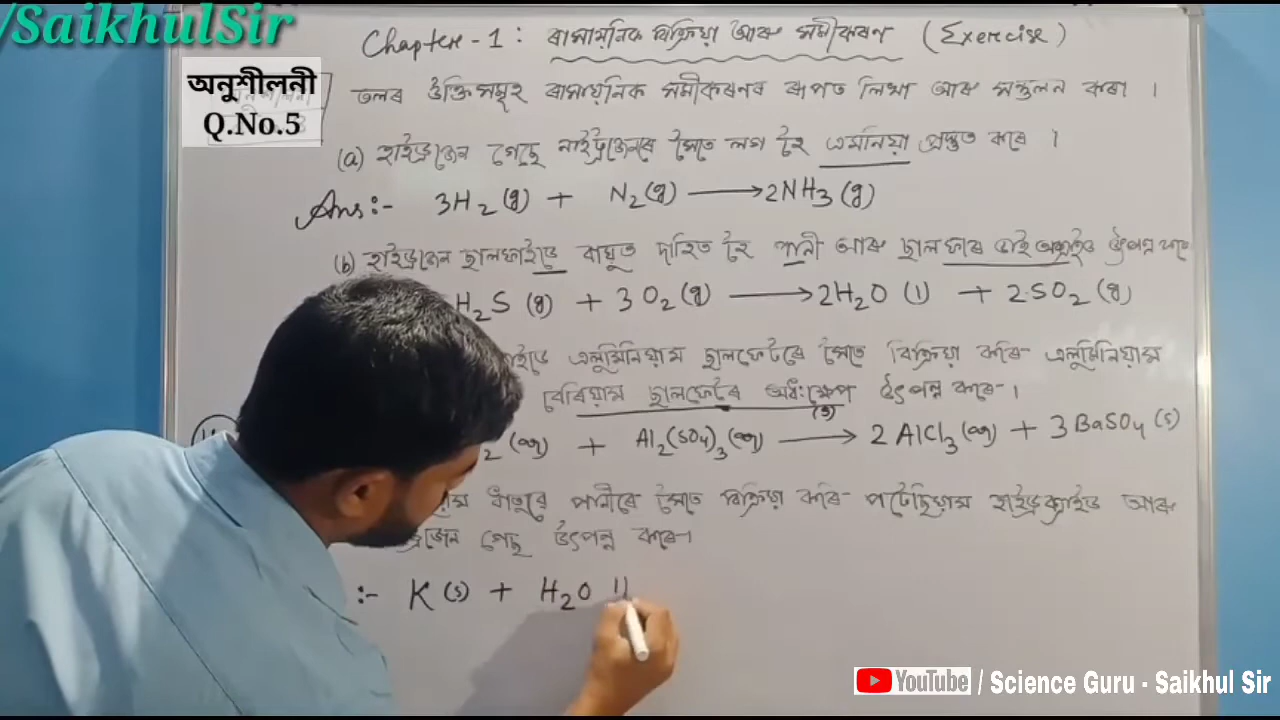 /SaikhulSir
Chapter - 1 : ৰাসায়নিক বিক্ৰিয়া আৰু সমীকৰণ (Exercise)
অনুশীলনী
Q.No.5
তলৰ উক্তিসমূহ ৰাসায়নিক সমীকৰণৰ ৰূপত লিখা আৰু সন্তুলন কৰা ।
(a) হাইড্ৰজেন গেছে নাইট্ৰজেনৰে সৈতে লগ হৈ এমনিয়া প্ৰস্তুত কৰে ।
Ans :- 3H₂(g) + N₂(g) ⟶ 2NH₃(g)
(b) হাইড্ৰজেন ছালফাইডে বায়ুত দাহিত হৈ পানী আৰু ছালফাৰ ডাই অক্সাইড উৎপন্ন কৰে
H₂S (g) + 3O₂(g) ⟶ 2H₂O (l) + 2SO₂(g)
এলুমিনিয়াম ছালফেটৰে সৈতে বিক্ৰিয়া কৰি এলুমিনিয়াম
বেৰিয়াম ছালফেটৰ অধঃক্ষেপ উৎপন্ন কৰে ।
(s)
₂(aq) + Al₂(SO₄)₃(aq) ⟶ 2AlCl₃(aq) + 3BaSO₄(s)
ধাতুৱে পানীৰে সৈতে বিক্ৰিয়া কৰি পটেছিয়াম হাইড্ৰক্সাইড আৰু
গেছ উৎপন্ন কৰে ।
:- K(s) + H₂O
YouTube / Science Guru - Saikhul Sir